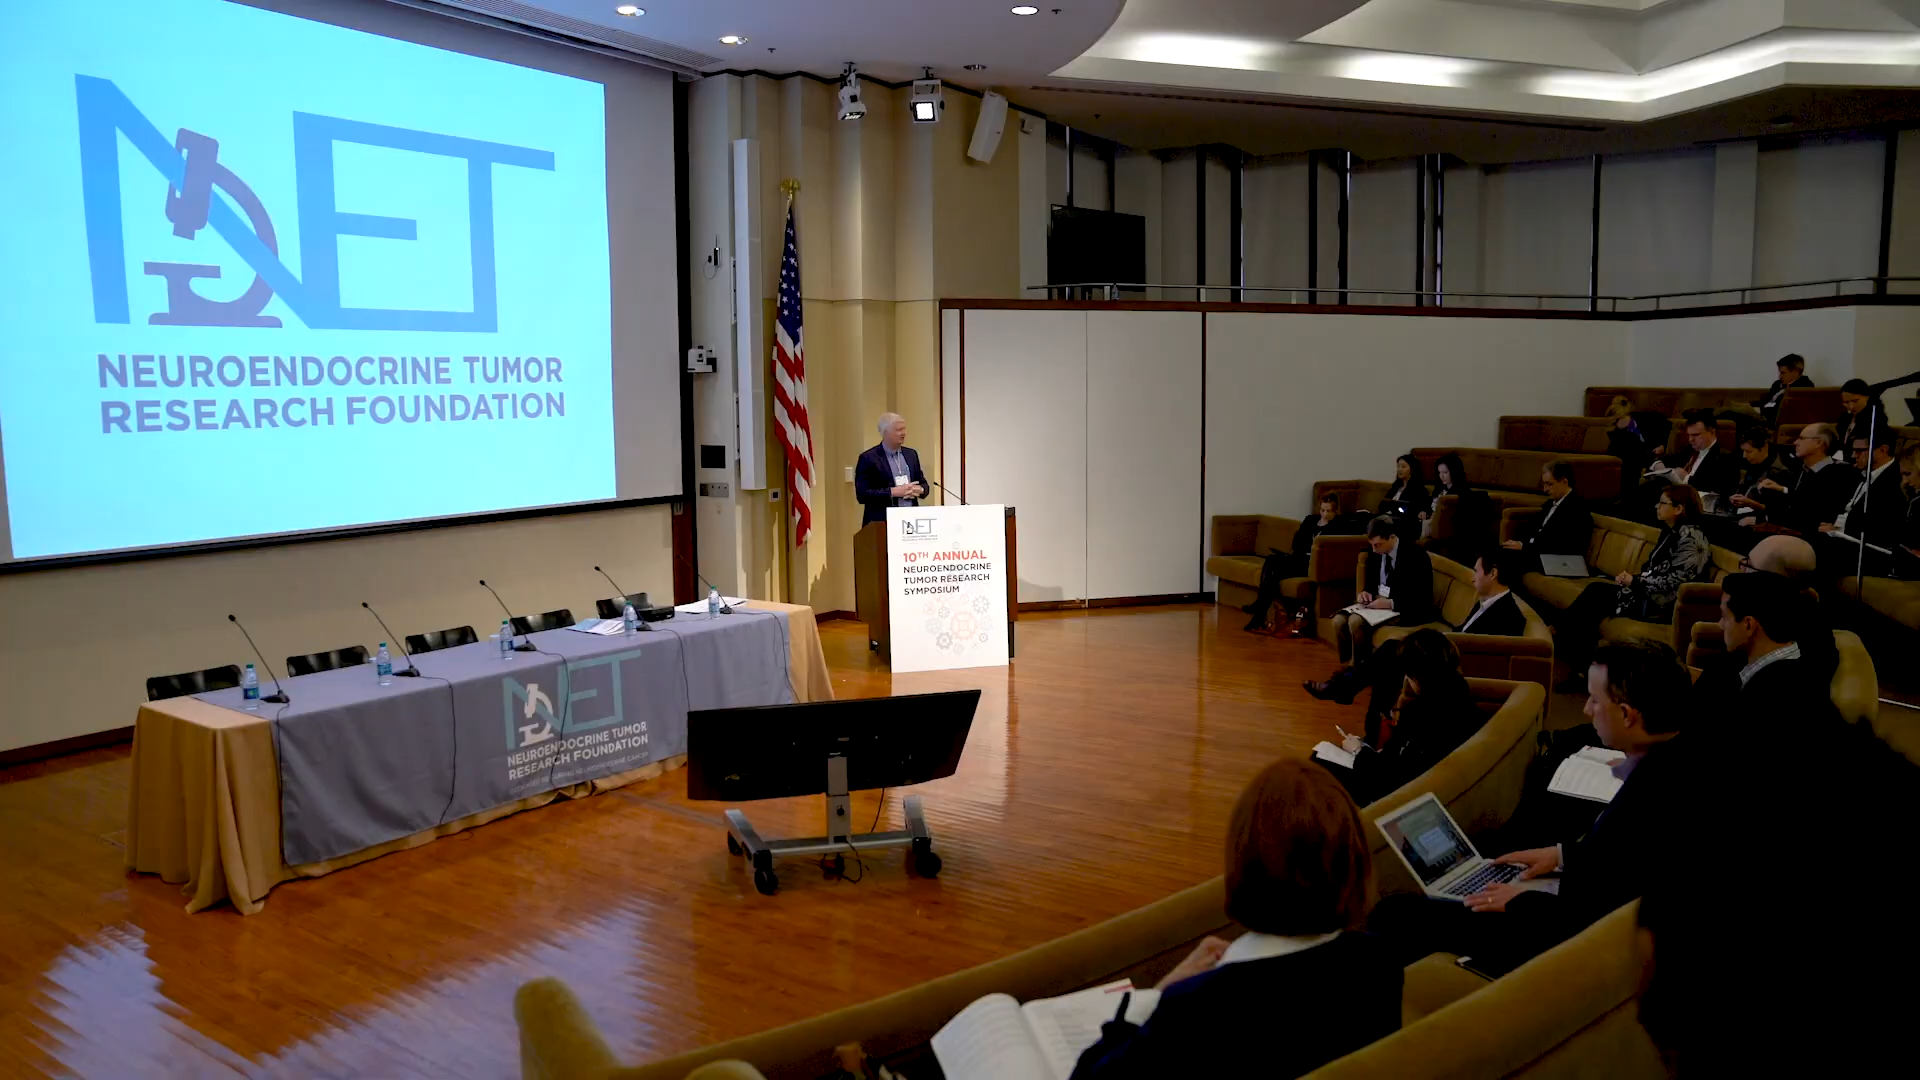 NET
NEUROENDOCRINE TUMOR
RESEARCH FOUNDATION
NET
10TH ANNUAL
NEUROENDOCRINE
TUMOR RESEARCH
SYMPOSIUM
NET
NEUROENDOCRINE TUMOR
RESEARCH FOUNDATION